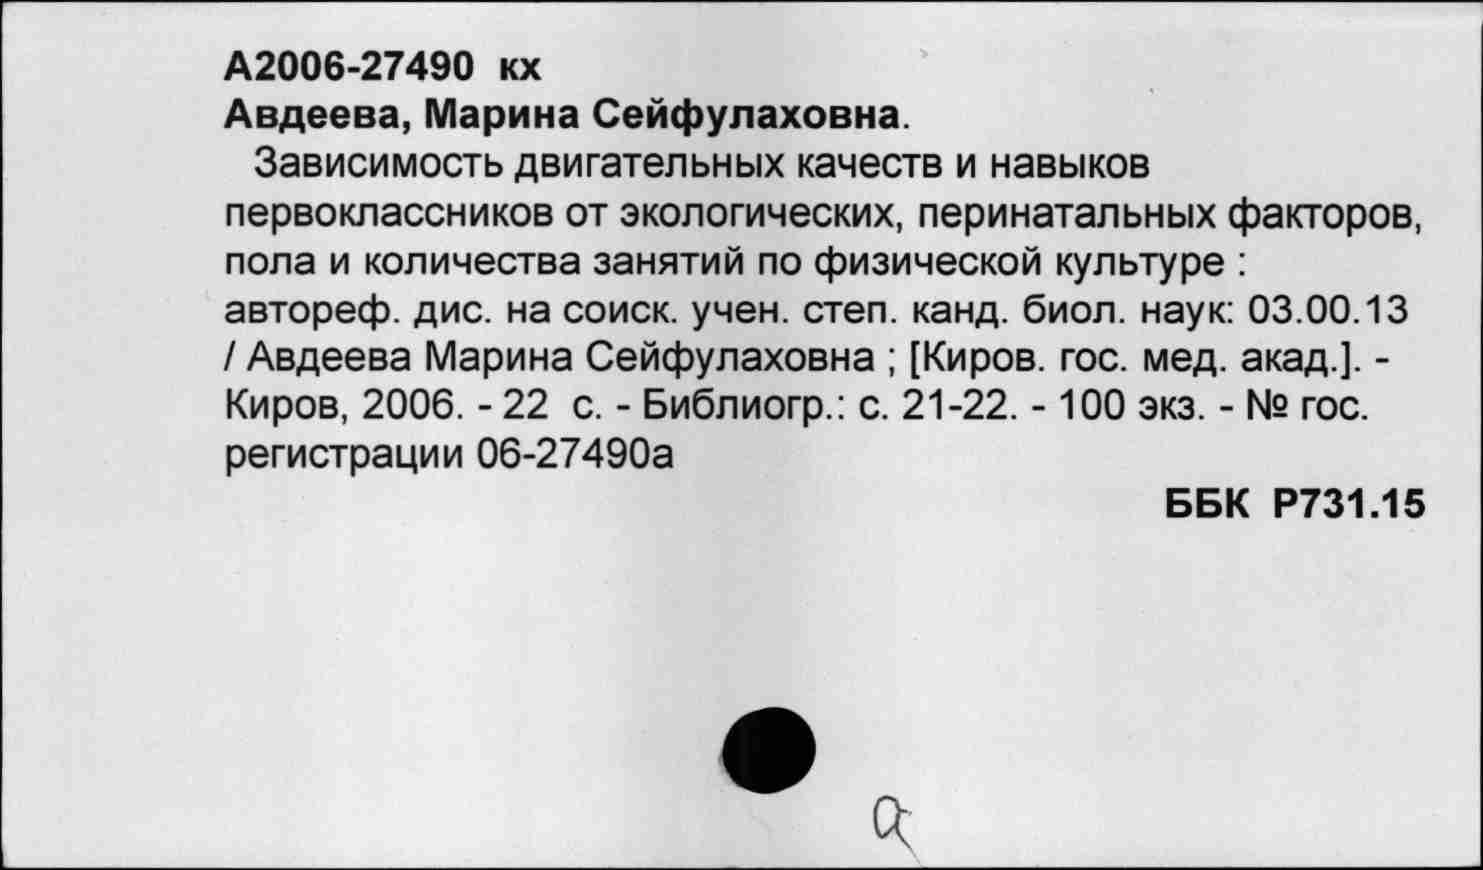 А2006-27490 кх
Авдеева, Марина Сейфулаховна.
Зависимость двигательных качеств и навыков
первоклассников от экологических, перинатальных факторов,
пола и количества занятий по физической культуре :
автореф. дис. на соиск. учен. степ. канд. биол. наук: 03.00.13
/ Авдеева Марина Сейфулаховна ; [Киров. гос. мед. акад.]. -
Киров, 2006. - 22 с. - Библиогр.: с. 21-22. - 100 экз. - № гос.
регистрации 06-27490а
ББК Р731.15